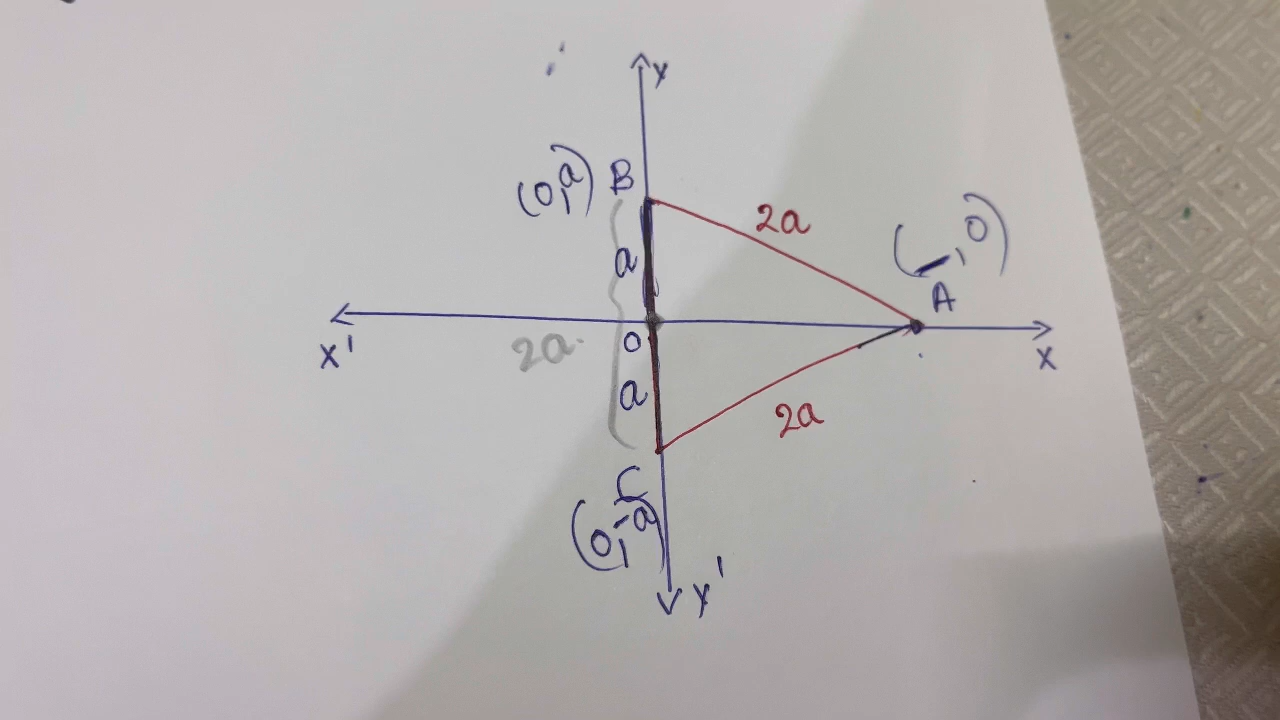 Y
(0,a) B
2a
( , 0)
a
A
X'
2a.
O
X
a
2a
C
(0,-a)
Y'